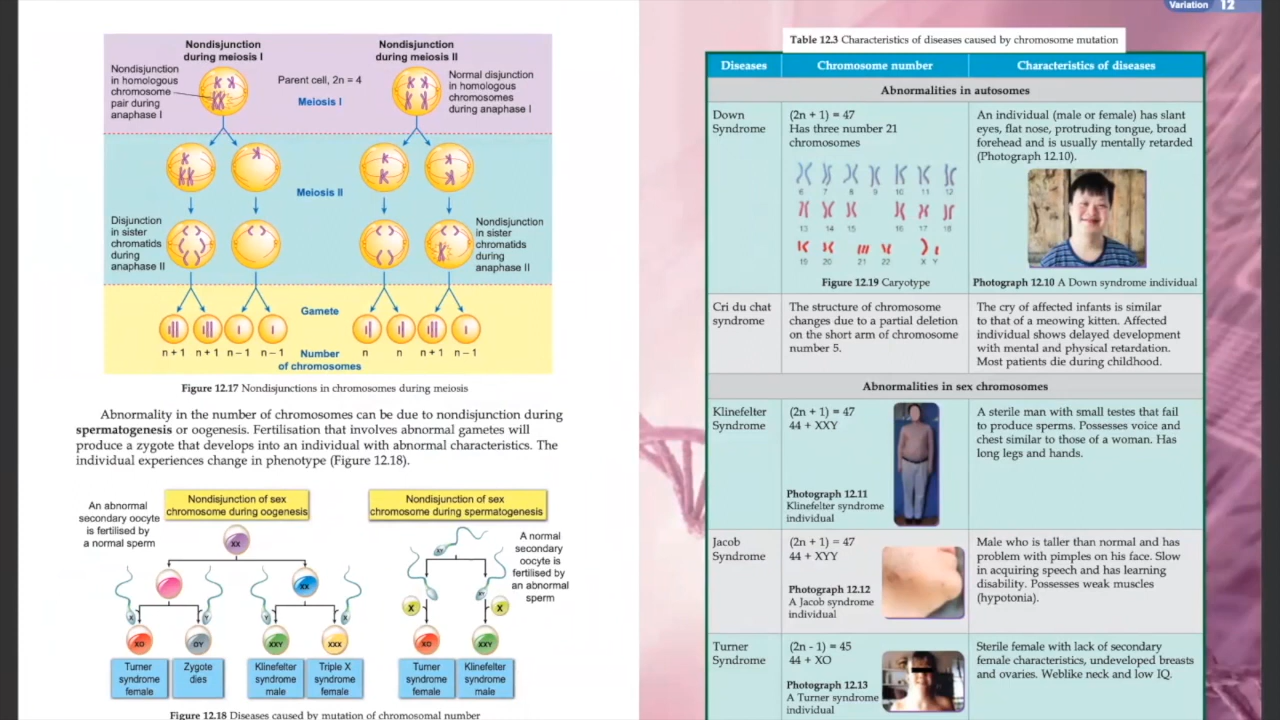 Variation 12
Nondisjunction
during meiosis I
Nondisjunction
during meiosis II
Nondisjunction
in homologous
chromosome
pair during
anaphase I
Parent cell, 2n = 4
Meiosis I
Normal disjunction
in homologous
chromosomes
during anaphase I
Meiosis II
Disjunction
in sister
chromatids
during
anaphase II
Nondisjunction
in sister
chromatids
during
anaphase II
Gamete
n + 1 n + 1 n – 1 n – 1
Number
of chromosomes
n n n + 1 n – 1
Figure 12.17 Nondisjunctions in chromosomes during meiosis
Abnormality in the number of chromosomes can be due to nondisjunction during
spermatogenesis or oogenesis. Fertilisation that involves abnormal gametes will
produce a zygote that develops into an individual with abnormal characteristics. The
individual experiences change in phenotype (Figure 12.18).
An abnormal
secondary oocyte
is fertilised by
a normal sperm
Nondisjunction of sex
chromosome during oogenesis
Nondisjunction of sex
chromosome during spermatogenesis
A normal
secondary
oocyte is
fertilised by
an abnormal
sperm
XX
XX
X Y Y X
XY
XY
X X
XO OY XXY XXX
XO XXY
Turner
syndrome
female
Zygote
dies
Klinefelter
syndrome
male
Triple X
syndrome
female
Turner
syndrome
female
Klinefelter
syndrome
male
Figure 12.18 Diseases caused by mutation of chromosomal number
Table 12.3 Characteristics of diseases caused by chromosome mutation
Diseases Chromosome number Characteristics of diseases
Abnormalities in autosomes
Down
Syndrome
(2n + 1) = 47
Has three number 21
chromosomes
6 7 8 9 10 11 12
13 14 15 16 17 18
19 20 21 22 X Y
Figure 12.19 Caryotype
An individual (male or female) has slant
eyes, flat nose, protruding tongue, broad
forehead and is usually mentally retarded
(Photograph 12.10).
Photograph 12.10 A Down syndrome individual
Cri du chat
syndrome
The structure of chromosome
changes due to a partial deletion
on the short arm of chromosome
number 5.
The cry of affected infants is similar
to that of a meowing kitten. Affected
individual shows delayed development
with mental and physical retardation.
Most patients die during childhood.
Abnormalities in sex chromosomes
Klinefelter
Syndrome
(2n + 1) = 47
44 + XXY
Photograph 12.11
Klinefelter syndrome
individual
A sterile man with small testes that fail
to produce sperms. Possesses voice and
chest similar to those of a woman. Has
long legs and hands.
Jacob
Syndrome
(2n + 1) = 47
44 + XYY
Photograph 12.12
A Jacob syndrome
individual
Male who is taller than normal and has
problem with pimples on his face. Slow
in acquiring speech and has learning
disability. Possesses weak muscles
(hypotonia).
Turner
Syndrome
(2n - 1) = 45
44 + XO
Photograph 12.13
A Turner syndrome
individual
Sterile female with lack of secondary
female characteristics, undeveloped breasts
and ovaries. Weblike neck and low IQ.